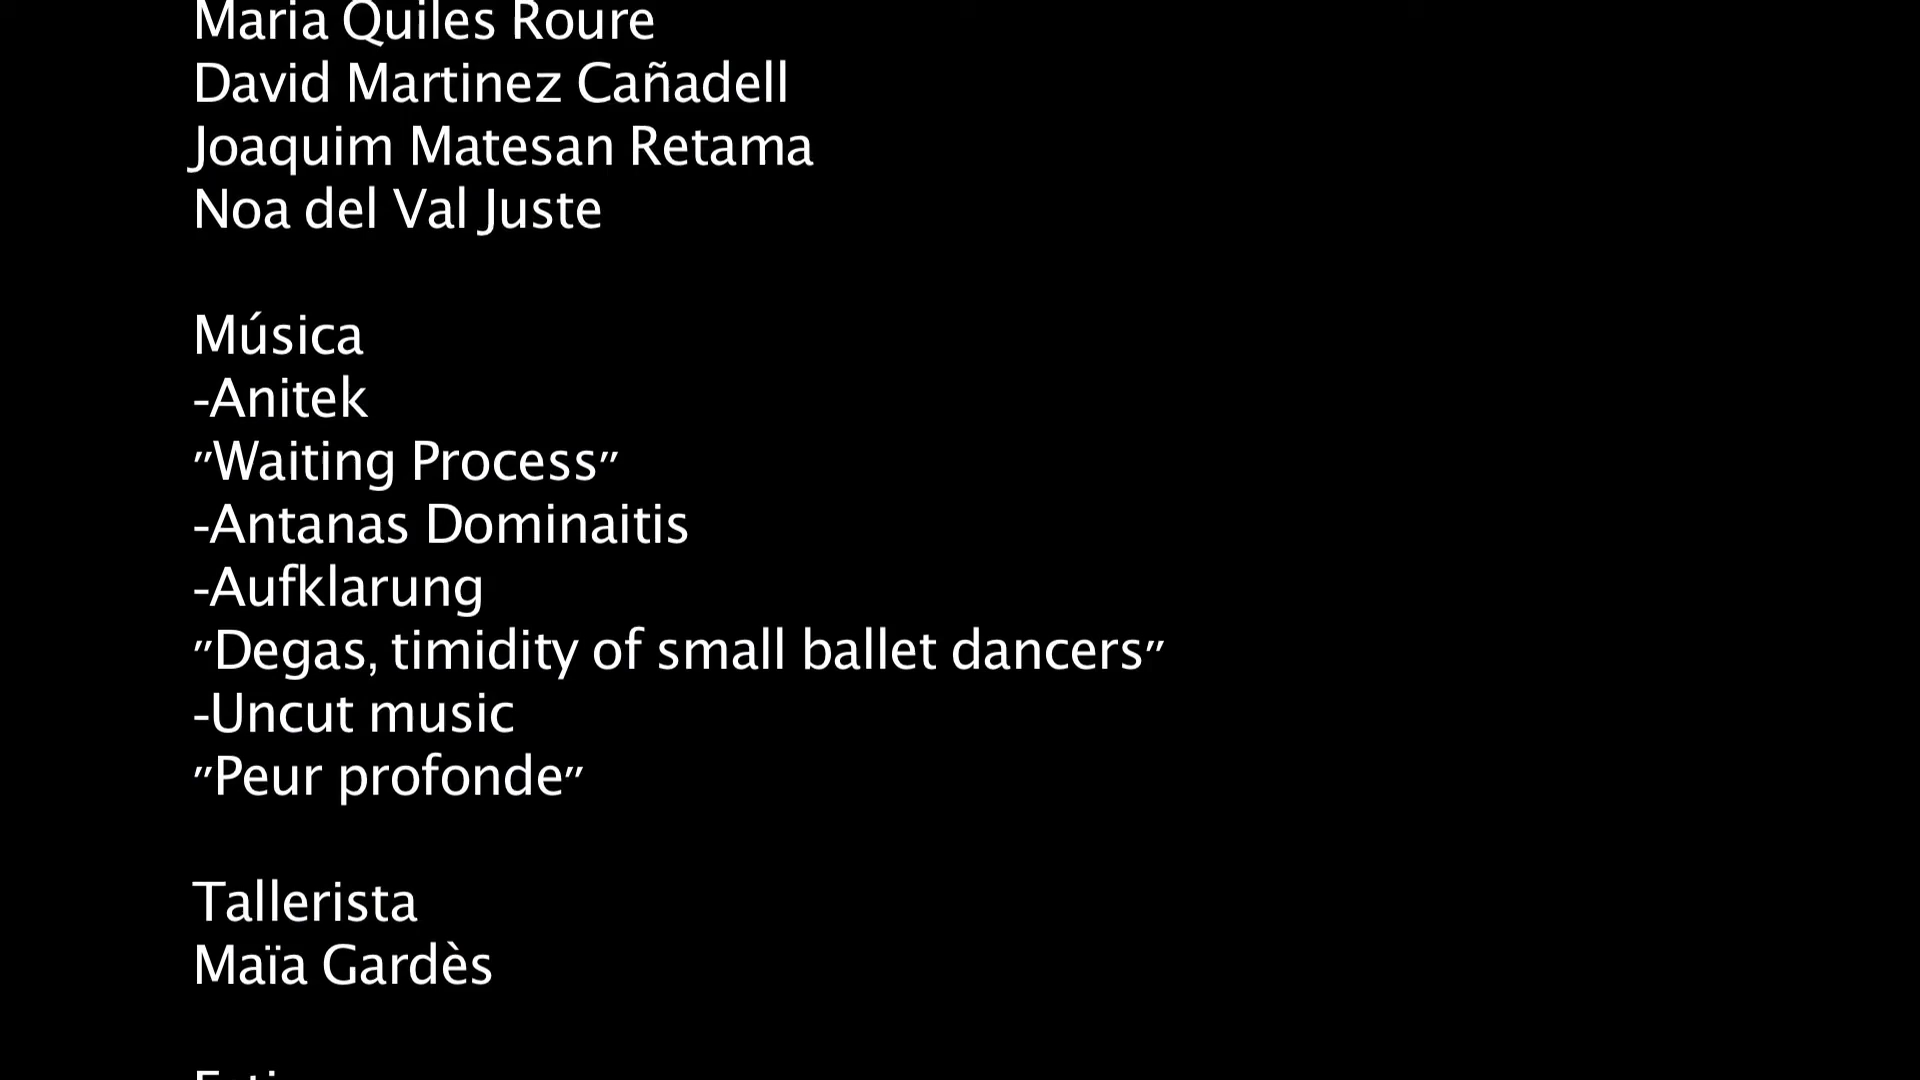 Maria Quiles Roure
David Martinez Cañadell
Joaquim Matesan Retama
Noa del Val Juste
Música
-Anitek
"Waiting Process"
-Antanas Dominaitis
-Aufklarung
"Degas, timidity of small ballet dancers"
-Uncut music
"Peur profonde"
Tallerista
Maïa Gardès